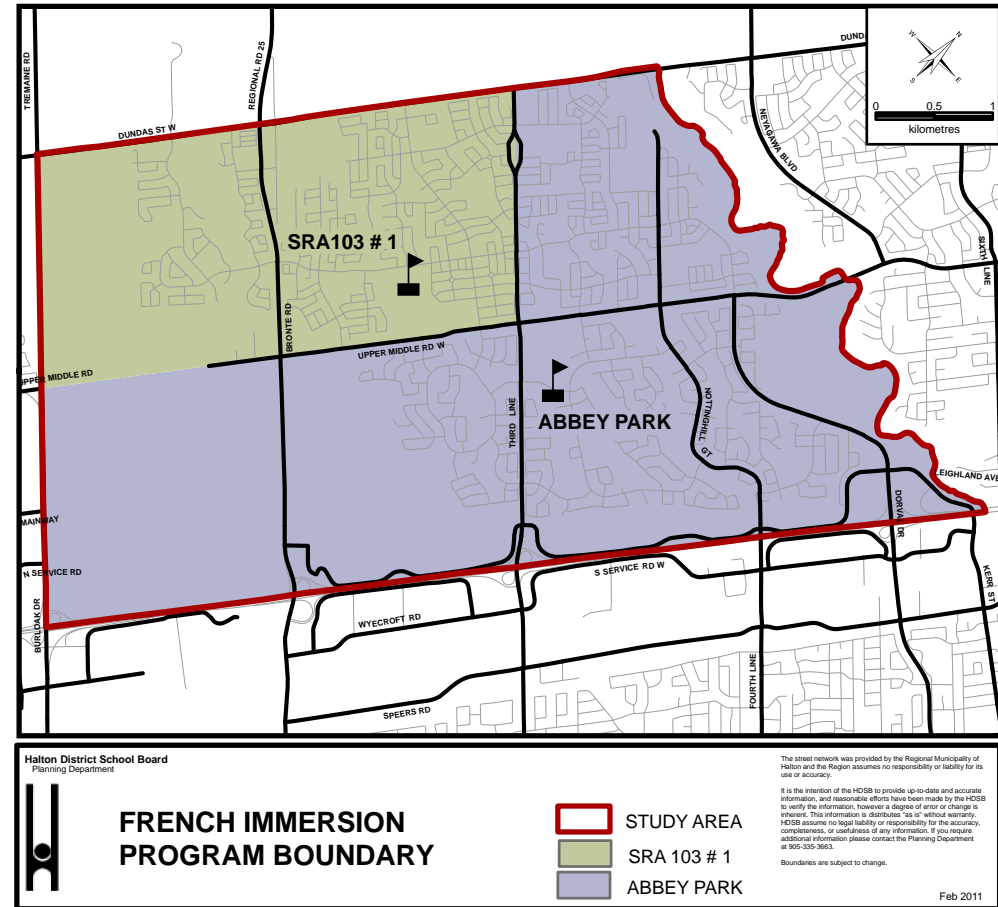 TREMAINE RD
REGIONAL RD 25
DUNDAS ST W
W
N
S
E
0 0.5 1
kilometres
NEYAGAWA BLVD
SIXTH LINE
SRA103 # 1
BRONTE RD
UPPER MIDDLE RD W
UPPER MIDDLE RD
THIRD LINE
ABBEY PARK
NOTTINGHILL GT
EIGHLAND AVE
DORVAL DR
MAINWAY
N SERVICE RD
S SERVICE RD W
KERR ST
BURLOAK DR
WYECROFT RD
FOURTH LINE
SPEERS RD
Halton District School Board
Planning Department
FRENCH IMMERSION
PROGRAM BOUNDARY
STUDY AREA
SRA 103 # 1
ABBEY PARK
The street network was provided by the Regional Municipality of
Halton and the Region assumes no responsibility or liability for its
use or accuracy.
It is the intention of the HDSB to provide up-to-date and accurate
information, and reasonable efforts have been made by the HDSB
to verify the information, however a degree of error or change is
inherent. This information is distributes "as is" without warranty.
HDSB assume no legal liability or responsibility for the accuracy,
completeness, or usefulness of any information. If you require
additional information please contact the Planning Department
at 905-335-3663.
Boundaries are subject to change.
Feb 2011